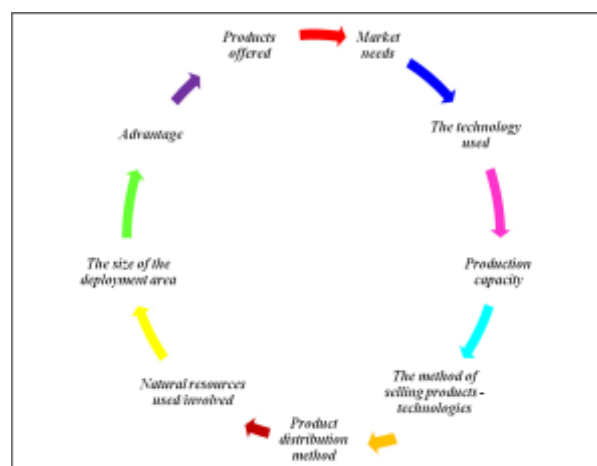 Products
offered
Market
needs
The technology
used
Production
capacity
The method of
selling products -
technologies
Product
distribution
method
Natural resources
used involved
The size of the
deployment area
Advantage